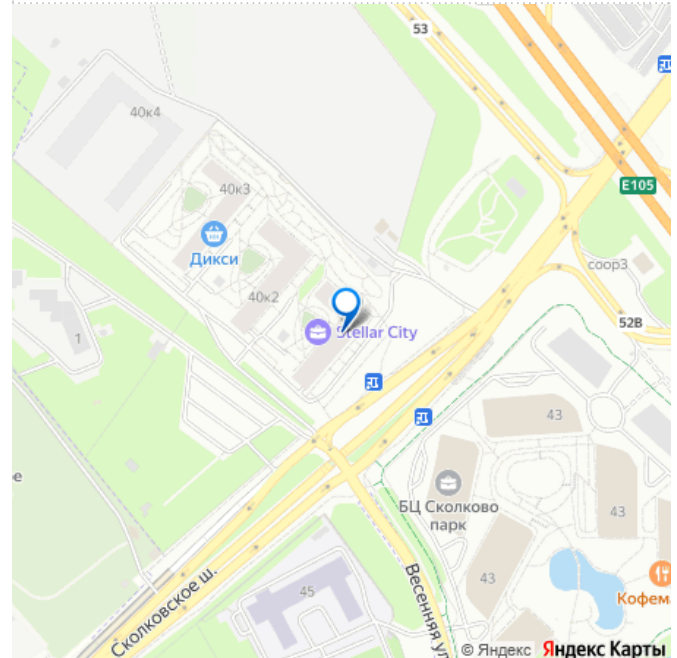 53
40к4
E105
40к3
Дикси
соор3
40к2
52В
1
Stellar City
43
е
БЦ Сколково
парк
43
43
Кофем
45
Сколковское ш.
Весенняя ул
© Яндекс Яндекс Карты